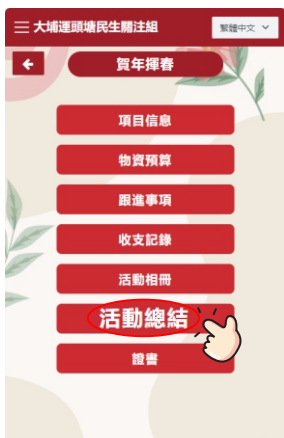 大埔運頭塘民生關注組
繁體中文
賀年揮春
項目信息
物資預算
跟進事項
收支記錄
活動相冊
活動總結
證書